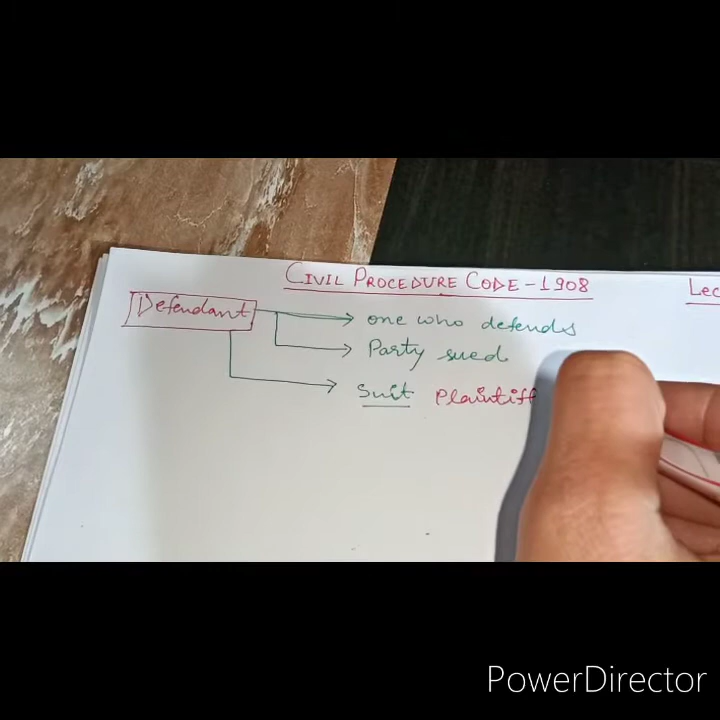 CIVIL PROCEDURE CODE - 1908
Lec
Defendant
one who defends
Party sued
Suit Plaintiff
PowerDirector